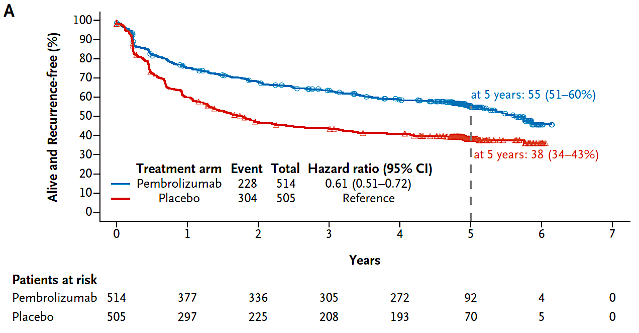 A
Alive and Recurrence-free (%)
100
90
80
70
60
50
40
30
20
10
0
at 5 years: 55 (51–60%)
at 5 years: 38 (34–43%)
Treatment arm Event Total Hazard ratio (95% CI)
Pembrolizumab 228 514 0.61 (0.51–0.72)
Placebo 304 505 Reference
0 1 2 3 4 5 6 7
Years
Patients at risk
Pembrolizumab 514 377 336 305 272 92 4 0
Placebo 505 297 225 208 193 70 5 0